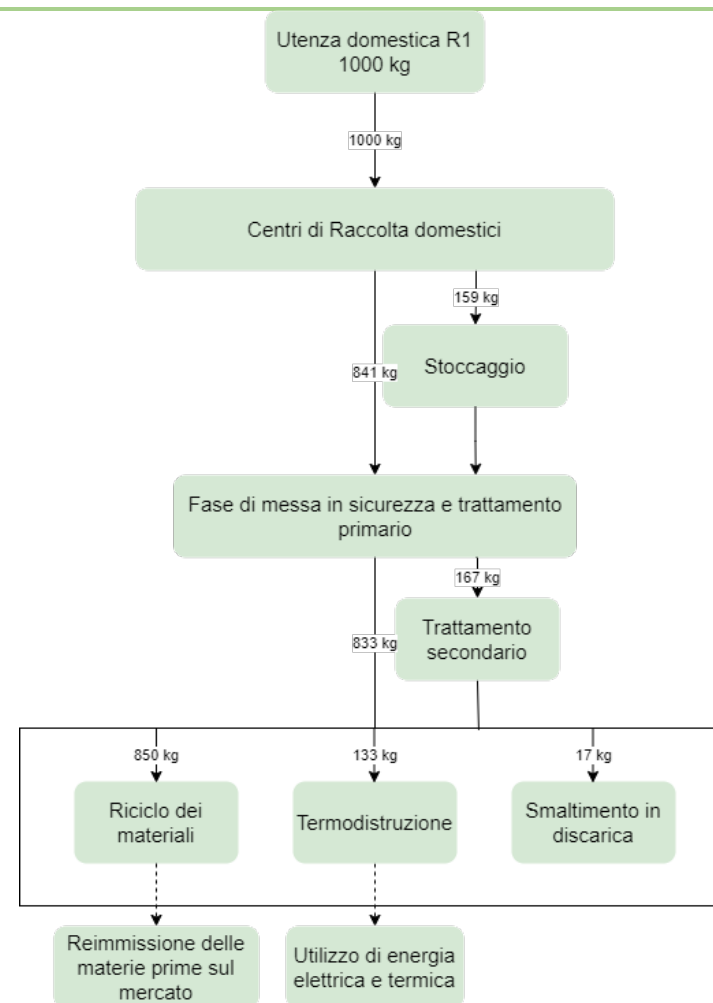 Utenza domestica R1
1000 kg
1000 kg
Centri di Raccolta domestici
159 kg
Stoccaggio
841 kg
Fase di messa in sicurezza e trattamento
primario
167 kg
Trattamento
secondario
833 kg
850 kg
133 kg
17 kg
Riciclo dei
materiali
Termodistruzione
Smaltimento in
discarica
Reimmissione delle
materie prime sul
mercato
Utilizzo di energia
elettrica e termica